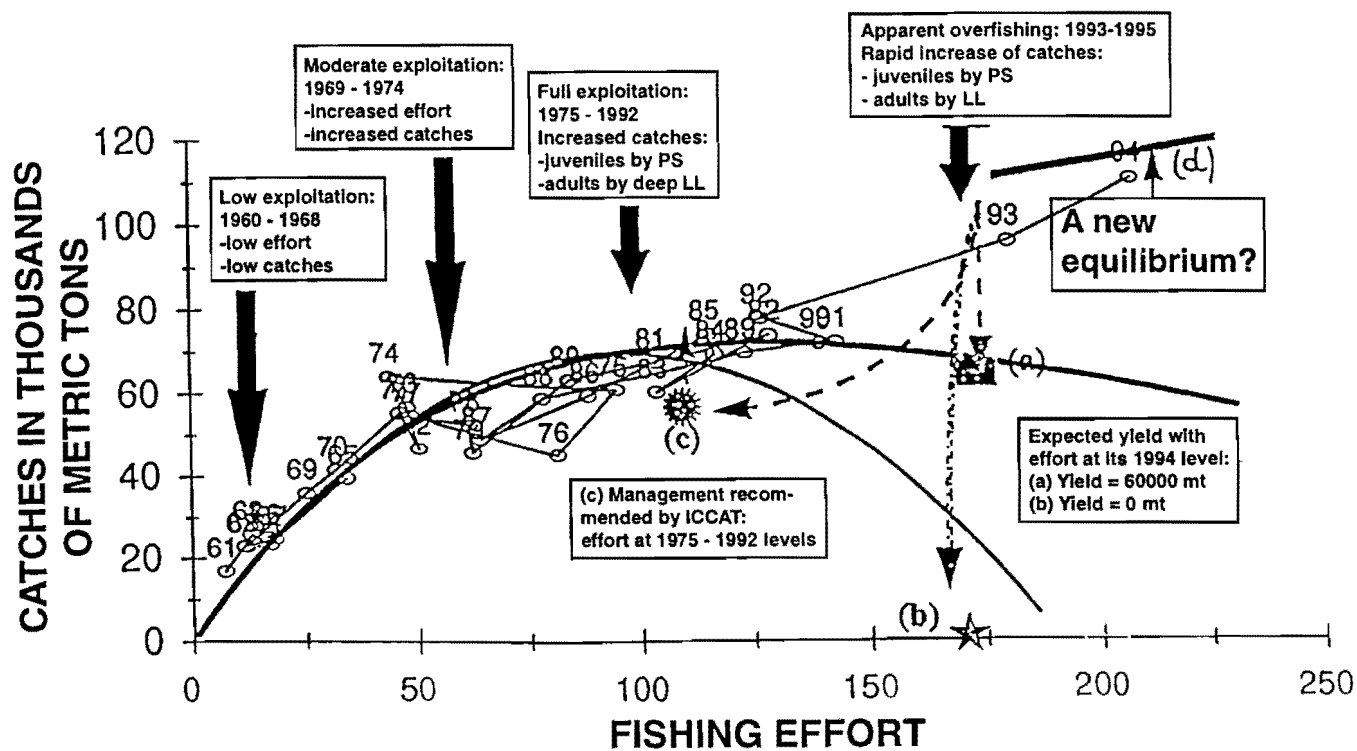 Apparent overfishing: 1993-1995
Rapid increase of catches:
- juveniles by PS
- adults by LL
Moderate exploitation:
1969 - 1974
-Increased effort
-increased catches
Full exploitation:
1975 - 1992
Increased catches:
-juveniles by PS
-adults by deep LL
Low exploitation:
1960 - 1968
-low effort
-low catches
CATCHES IN THOUSANDS
OF METRIC TONS
120
100
80
60
40
20
0
94
(d)
93
A new
equilibrium?
92
85
81
74
76
70
69
61
(a)
(c)
(b)
Expected yield with
effort at its 1994 level:
(a) Yield = 60000 mt
(b) Yield = 0 mt
(c) Management recom-
mended by ICCAT:
effort at 1975 - 1992 levels
0
50
100
150
200
250
FISHING EFFORT